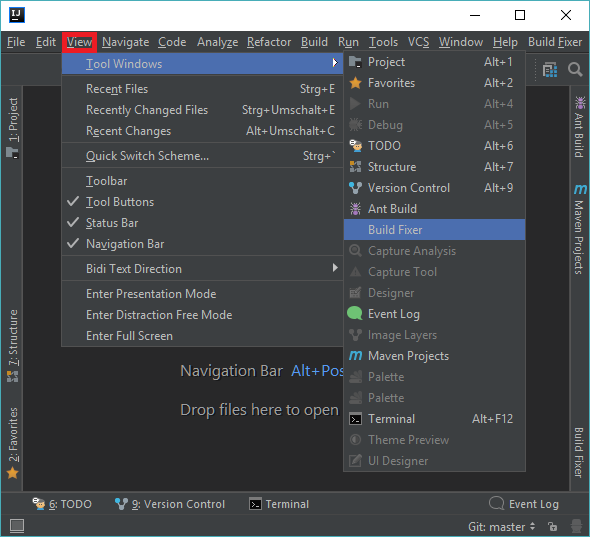 IJ
File Edit View Navigate Code Analyze Refactor Build Run Tools VCS Window Help Build Fixer
Tool Windows
Recent Files Strg+E
Recently Changed Files Strg+Umschalt+E
Recent Changes Alt+Umschalt+C
Quick Switch Scheme... Strg+`
Toolbar
Tool Buttons
Status Bar
Navigation Bar
Bidi Text Direction
Enter Presentation Mode
Enter Distraction Free Mode
Enter Full Screen
Project Alt+1
Favorites Alt+2
Run Alt+4
Debug Alt+5
TODO Alt+6
Structure Alt+7
Version Control Alt+9
Ant Build
Build Fixer
Capture Analysis
Capture Tool
Designer
Event Log
Image Layers
Maven Projects
Palette
Palette
Terminal Alt+F12
Theme Preview
UI Designer
1: Project
7: Structure
2: Favorites
Navigation Bar Alt+Pos
Drop files here to open
Ant Build
m Maven Projects
Build Fixer
6: TODO 9: Version Control Terminal Event Log
Git: master